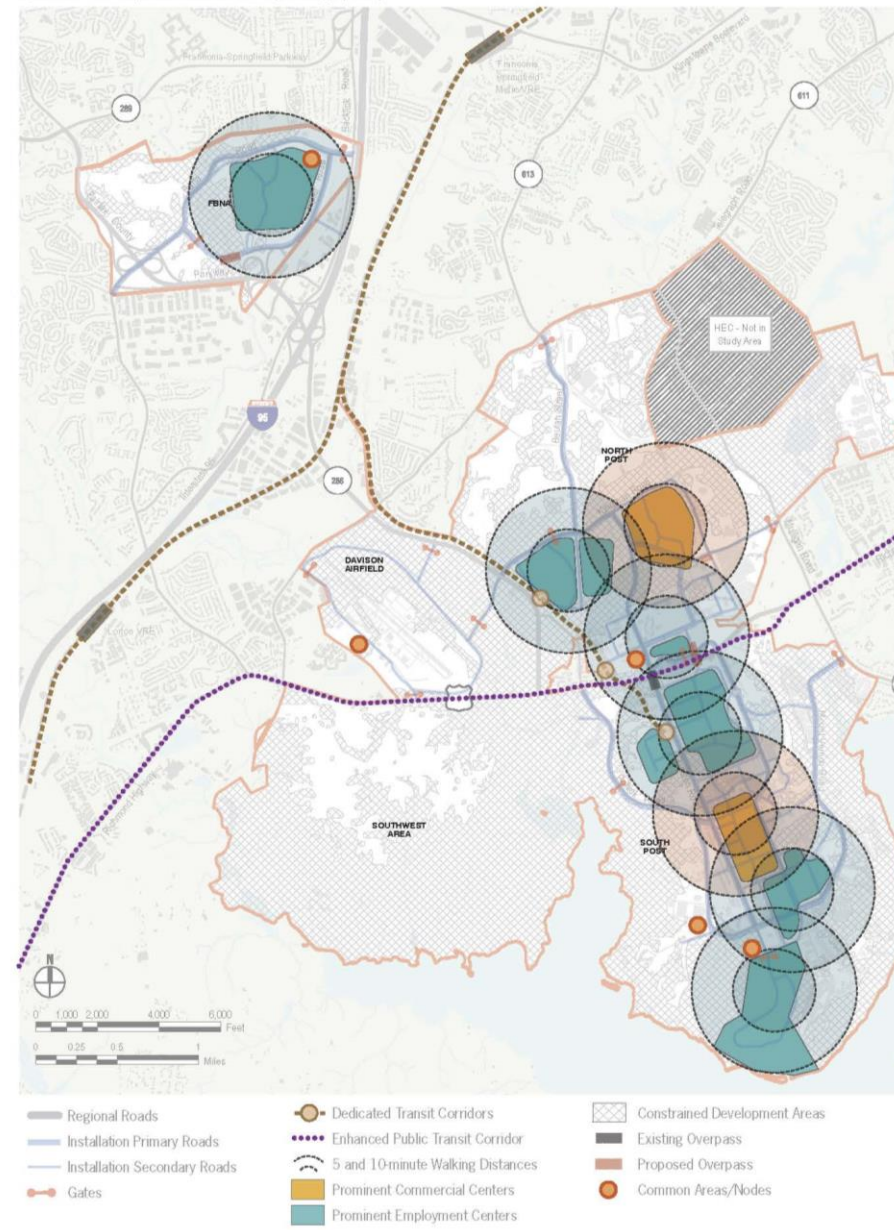 Franconia-Springfield Parkway
289
611
613
FBNA
HEC - Not in
Study Area
95
NORTH
POST
286
DAVISON
AIRFIELD
SOUTHWEST
AREA
SOUTH
POST
N
0 1,000 2,000 4,000 6,000
Feet
0 0.25 0.5 1
Miles
Regional Roads
Installation Primary Roads
Installation Secondary Roads
Gates
Dedicated Transit Corridors
Enhanced Public Transit Corridor
5 and 10-minute Walking Distances
Prominent Commercial Centers
Prominent Employment Centers
Constrained Development Areas
Existing Overpass
Proposed Overpass
Common Areas/Nodes